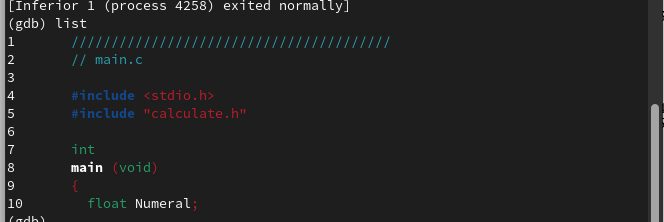 [Inferior 1 (process 4258) exited normally]
(gdb) list
1       ////////////////////////////////////////
2       // main.c
3
4       #include <stdio.h>
5       #include "calculate.h"
6
7       int
8       main (void)
9       {
10        float Numeral;
(gdb)